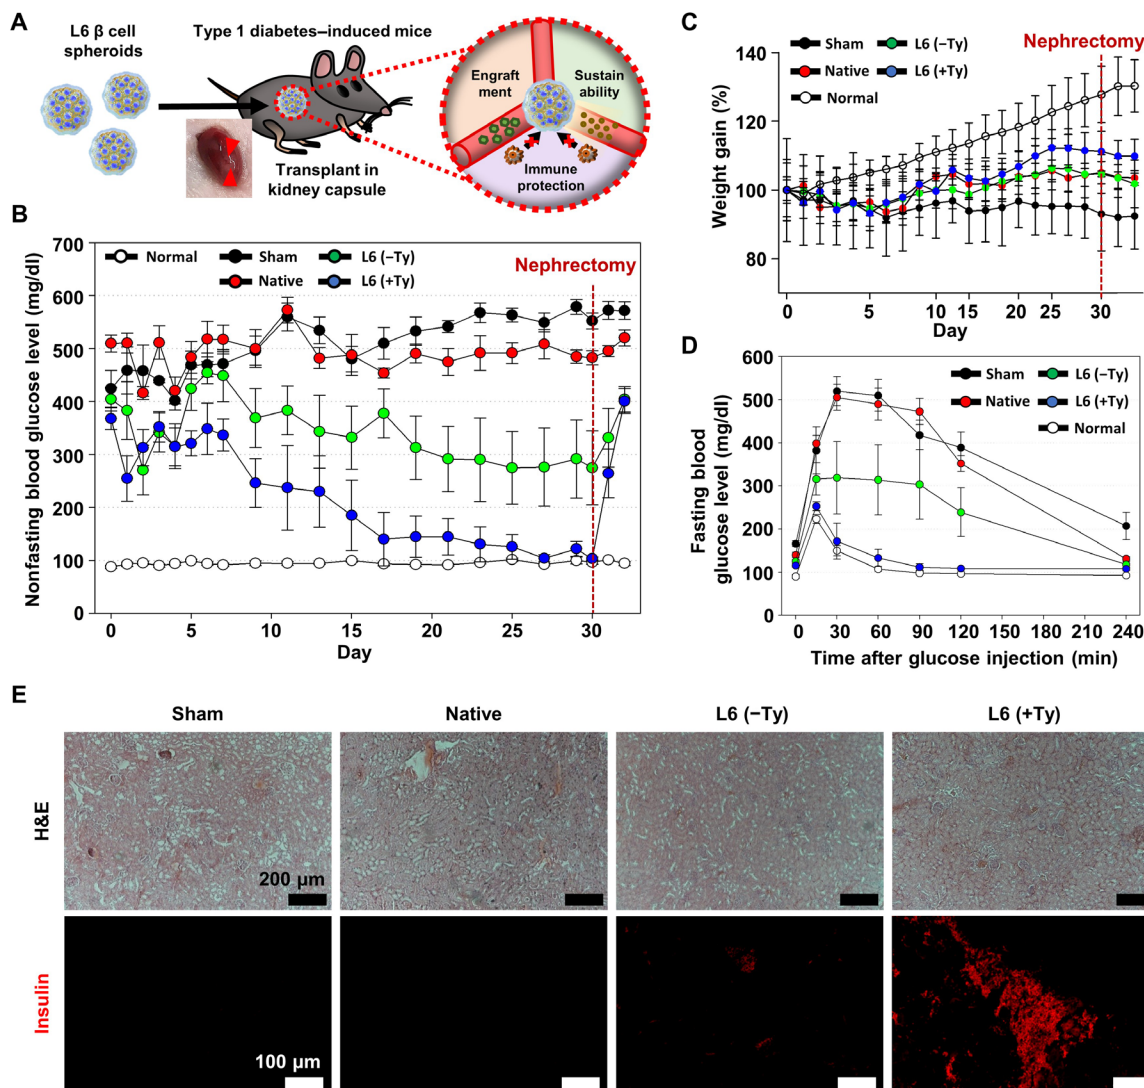 A
L6 β cell
spheroids
Type 1 diabetes–induced mice
Transplant in
kidney capsule
Engraft
ment
Sustain
ability
Immune
protection
B
Nonfasting blood glucose level (mg/dl)
700
600
500
400
300
200
100
0
Normal
Sham
L6 (−Ty)
Native
L6 (+Ty)
Nephrectomy
0
5
10
15
20
25
30
Day
C
Weight gain (%)
140
120
100
80
Sham
L6 (−Ty)
Native
L6 (+Ty)
Normal
Nephrectomy
0
5
10
15
20
25
30
Day
D
Fasting blood
glucose level (mg/dl)
600
500
400
300
200
100
0
Sham
L6 (−Ty)
Native
L6 (+Ty)
Normal
0
30
60
90
120
150
180
210
240
Time after glucose injection (min)
E
Sham
Native
L6 (−Ty)
L6 (+Ty)
H&E
200 μm
Insulin
100 μm